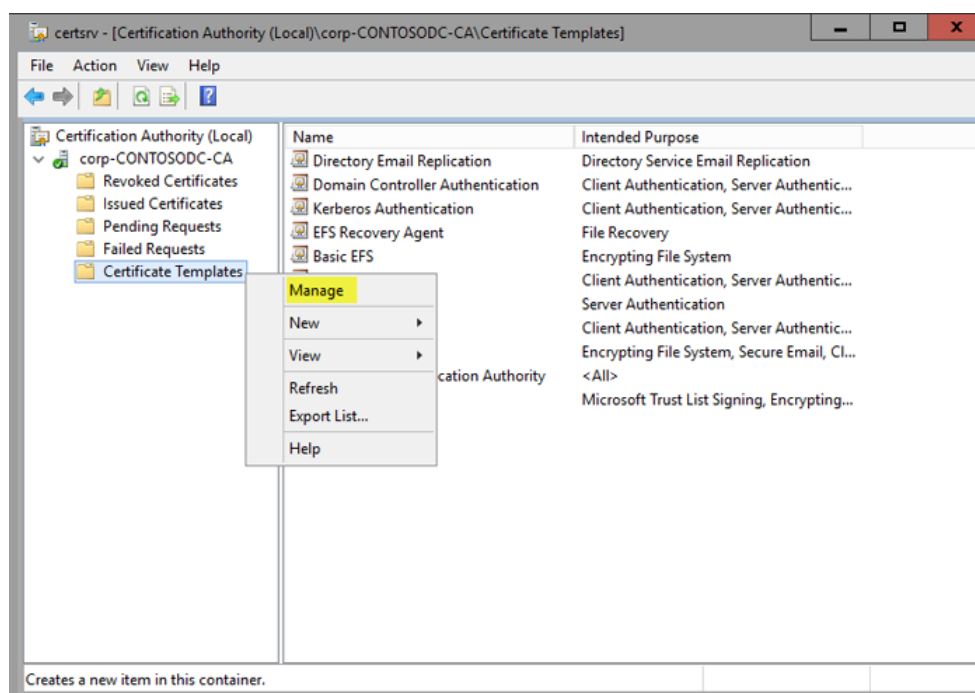 certsrv - [Certification Authority (Local)\corp-CONTOSODC-CA\Certificate Templates]
File Action View Help
Certification Authority (Local)
corp-CONTOSODC-CA
Revoked Certificates
Issued Certificates
Pending Requests
Failed Requests
Certificate Templates
Name Intended Purpose
Directory Email Replication Directory Service Email Replication
Domain Controller Authentication Client Authentication, Server Authentic...
Kerberos Authentication Client Authentication, Server Authentic...
EFS Recovery Agent File Recovery
Basic EFS Encrypting File System
Client Authentication, Server Authentic...
Server Authentication
Client Authentication, Server Authentic...
Encrypting File System, Secure Email, Cl...
cation Authority <All>
Microsoft Trust List Signing, Encrypting...
Manage
New
View
Refresh
Export List...
Help
Creates a new item in this container.